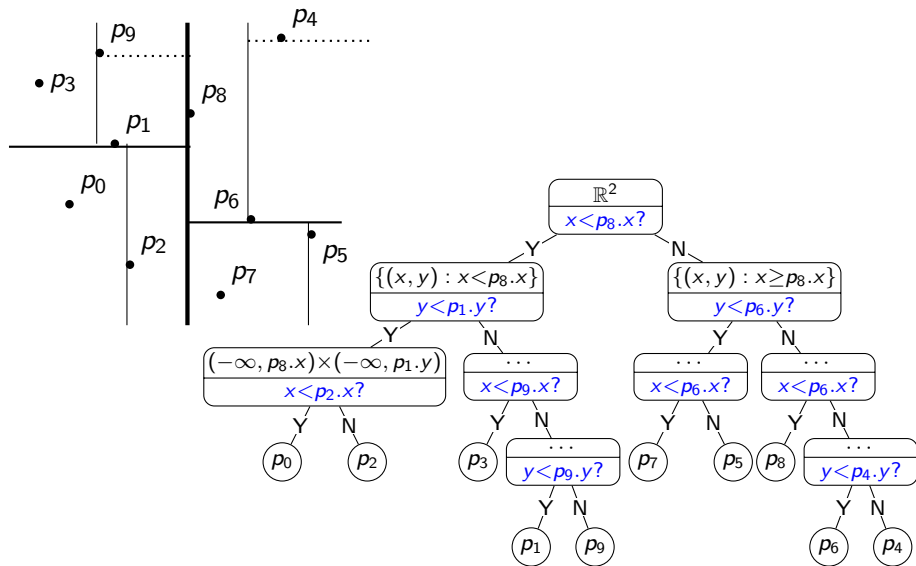 p₉
p₄
p₃
p₈
p₁
p₀
p₆
p₂
p₅
p₇
ℝ²
x<p₈.x?
Y N
{(x, y) : x<p₈.x} {(x, y) : x≥p₈.x}
y<p₁.y? y<p₆.y?
Y N Y N
(−∞, p₈.x)×(−∞, p₁.y) ... ... ...
x<p₂.x? x<p₉.x? x<p₆.x? x<p₆.x?
Y N Y N Y N Y N
p₀ p₂ p₃ ... p₇ p₅ p₈ ...
y<p₉.y? y<p₄.y?
Y N Y N
p₁ p₉ p₆ p₄